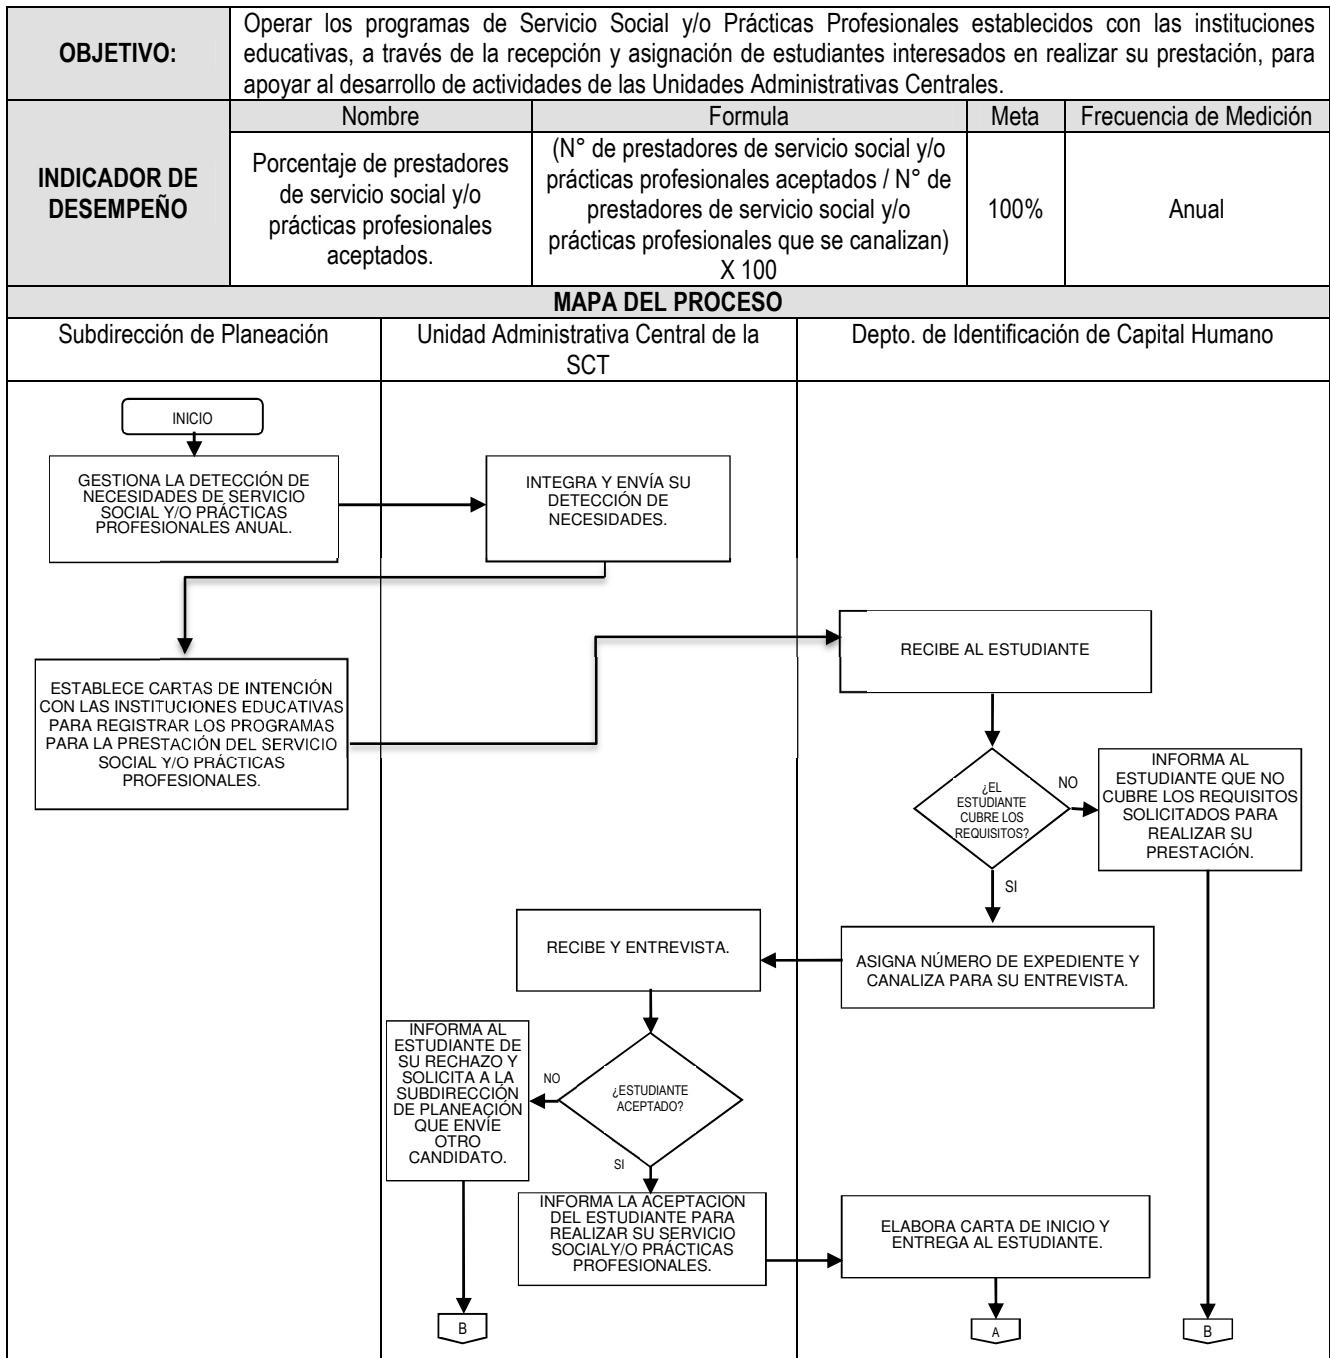 OBJETIVO:
Operar los programas de Servicio Social y/o Prácticas Profesionales establecidos con las instituciones
educativas, a través de la recepción y asignación de estudiantes interesados en realizar su prestación, para
apoyar al desarrollo de actividades de las Unidades Administrativas Centrales.
INDICADOR DE
DESEMPEÑO
Nombre
Formula
Meta
Frecuencia de Medición
Porcentaje de prestadores
de servicio social y/o
prácticas profesionales
aceptados.
(N° de prestadores de servicio social y/o
prácticas profesionales aceptados / N° de
prestadores de servicio social y/o
prácticas profesionales que se canalizan)
X 100
100%
Anual
MAPA DEL PROCESO
Subdirección de Planeación
Unidad Administrativa Central de la
SCT
Depto. de Identificación de Capital Humano
INICIO
GESTIONA LA DETECCIÓN DE
NECESIDADES DE SERVICIO
SOCIAL Y/O PRÁCTICAS
PROFESIONALES ANUAL.
INTEGRA Y ENVÍA SU
DETECCIÓN DE
NECESIDADES.
ESTABLECE CARTAS DE INTENCIÓN
CON LAS INSTITUCIONES EDUCATIVAS
PARA REGISTRAR LOS PROGRAMAS
PARA LA PRESTACIÓN DEL SERVICIO
SOCIAL Y/O PRÁCTICAS
PROFESIONALES.
RECIBE AL ESTUDIANTE
¿EL
ESTUDIANTE
CUBRE LOS
REQUISITOS?
NO
INFORMA AL
ESTUDIANTE QUE NO
CUBRE LOS REQUISITOS
SOLICITADOS PARA
REALIZAR SU
PRESTACIÓN.
SI
ASIGNA NÚMERO DE EXPEDIENTE Y
CANALIZA PARA SU ENTREVISTA.
RECIBE Y ENTREVISTA.
¿ESTUDIANTE
ACEPTADO?
NO
INFORMA AL
ESTUDIANTE DE
SU RECHAZO Y
SOLICITA A LA
SUBDIRECCIÓN
DE PLANEACIÓN
QUE ENVÍE
OTRO
CANDIDATO.
SI
INFORMA LA ACEPTACION
DEL ESTUDIANTE PARA
REALIZAR SU SERVICIO
SOCIALY/O PRÁCTICAS
PROFESIONALES.
ELABORA CARTA DE INICIO Y
ENTREGA AL ESTUDIANTE.
B
A
B